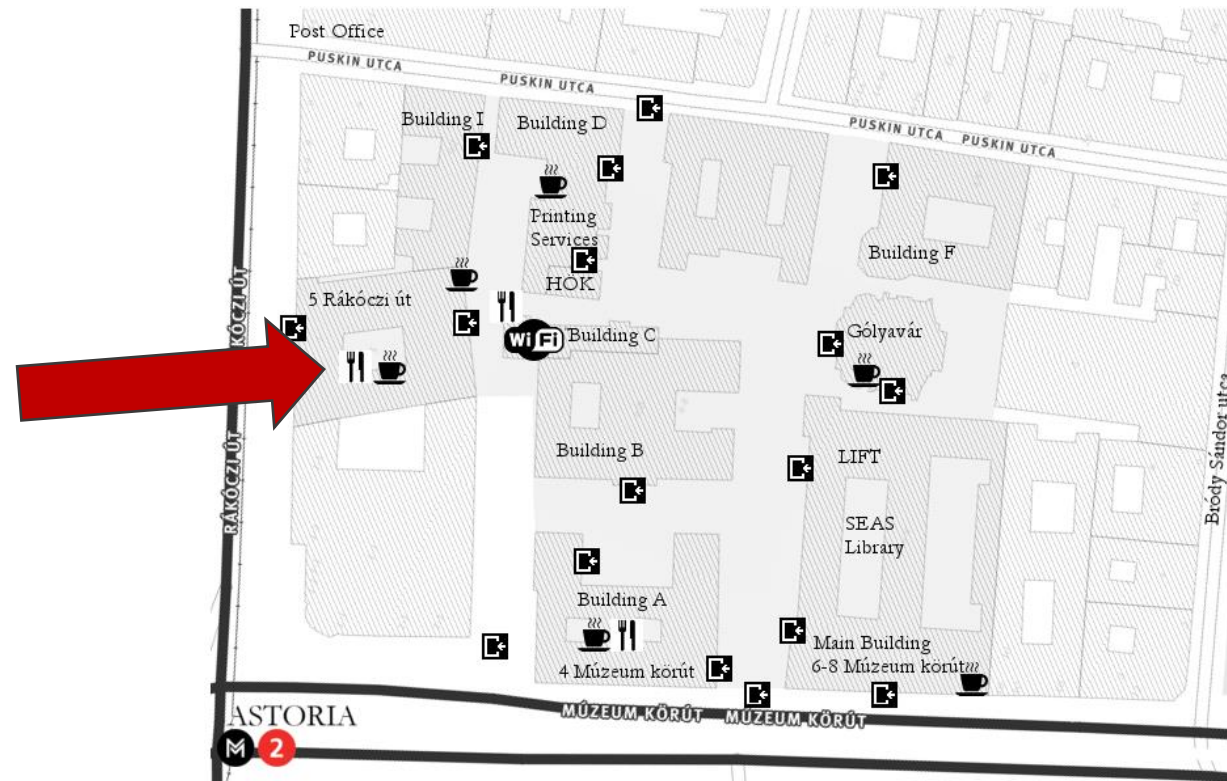 Post Office
PUSKIN UTCA
PUSKIN UTCA
PUSKIN UTCA
PUSKIN UTCA
Building I
Building D
Printing
Services
HÖK
Building F
5 Rákóczi út
KÓCZI ÚT
WiFi
Building C
Gólyavár
Building B
LIFT
RÁKÓCZI ÚT
Bródy Sándor utca
SEAS
Library
Building A
4 Múzeum körút
Main Building
6-8 Múzeum körút
MÚZEUM KÖRÚT
MÚZEUM KÖRÚT
ASTORIA
M 2